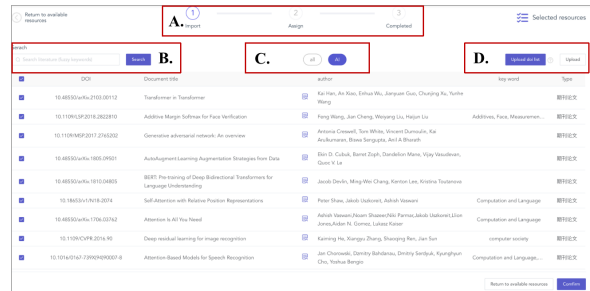 Return to available
resources
A.
1
Import
2
Assign
3
Completed
Selected resources
Serach
Search
B.
C.
all
AI
D.
Upload doi list
Upload
DOI
Document title
author
key word
Type
10.48550/arXiv.2103.00112
Transformer in Transformer
Kai Han, An Xiao, Enhua Wu, Jianyuan Guo, Chunjing Xu, Yunhe
Wang
期刊论文
10.1109/LSP.2018.2822810
Additive Margin Softmax for Face Verification
Feng Wang, Jian Cheng, Weiyang Liu, Haijun Liu
Additives, Face, Measuremen...
期刊论文
10.1109/MSP.2017.2765202
Generative adversarial network: An overview
Antonia Creswell, Tom White, Vincent Dumoulin, Kai
Arulkumaran, Biswa Sengupta, Anil A Bharath
期刊论文
10.48550/arXiv.1805.09501
AutoAugment:Learning Augmentation Strategies from Data
Ekin D. Cubuk, Barret Zoph, Dandelion Mane, Vijay Vasudevan,
Quoc V. Le
期刊论文
10.48550/arXiv.1810.04805
BERT: Pre-training of Deep Bidirectional Transformers for
Language Understanding
Jacob Devlin, Ming-Wei Chang, Kenton Lee, Kristina Toutanova
期刊论文
10.18653/v1/N18-2074
Self-Attention with Relative Position Representations
Peter Shaw, Jakob Uszkoreit, Ashish Vaswani
Computation and Language
期刊论文
10.48550/arXiv.1706.03762
Attention Is All You Need
Ashish Vaswani,Noam Shazeer,Niki Parmar,Jakob Uszkoreit,Llion
Jones,Aidan N. Gomez, Lukasz Kaiser
Computation and Language
期刊论文
10.1109/CVPR.2016.90
Deep residual learning for image recognition
Kaiming He, Xiangyu Zhang, Shaoqing Ren, Jian Sun
computer society
期刊论文
10.1016/0167-739X(94)90007-8
Attention-Based Models for Speech Recognition
Jan Chorowski, Dzmitry Bahdanau, Dmitriy Serdyuk, Kyunghyun
Cho, Yoshua Bengio
Computation and Language,...
期刊论文
Return to available resources
Confirm